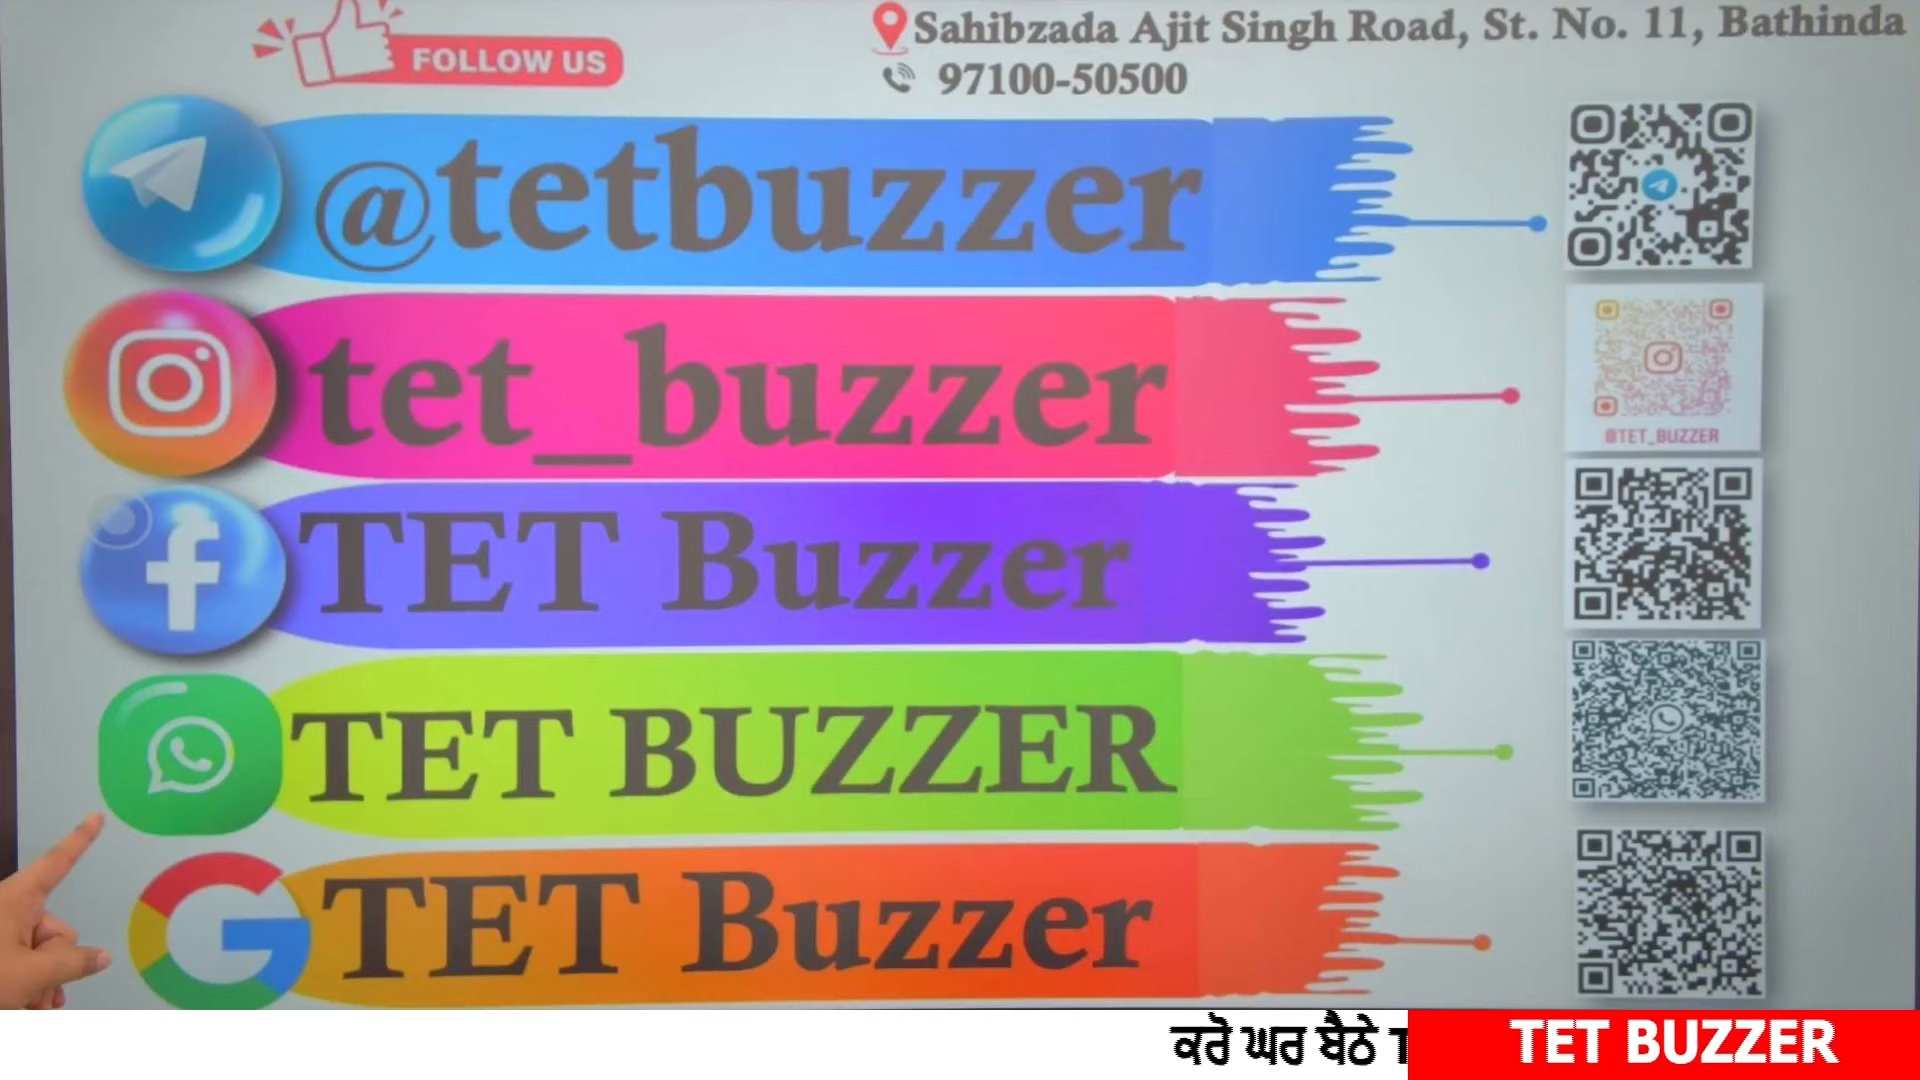 FOLLOW US
Sahibzada Ajit Singh Road, St. No. 11, Bathinda
97100-50500
@tetbuzzer
tet_buzzer
@TET_BUZZER
TET Buzzer
TET BUZZER
TET Buzzer
ਕਰੋ ਘਰ ਬੈਠੇ
TET BUZZER